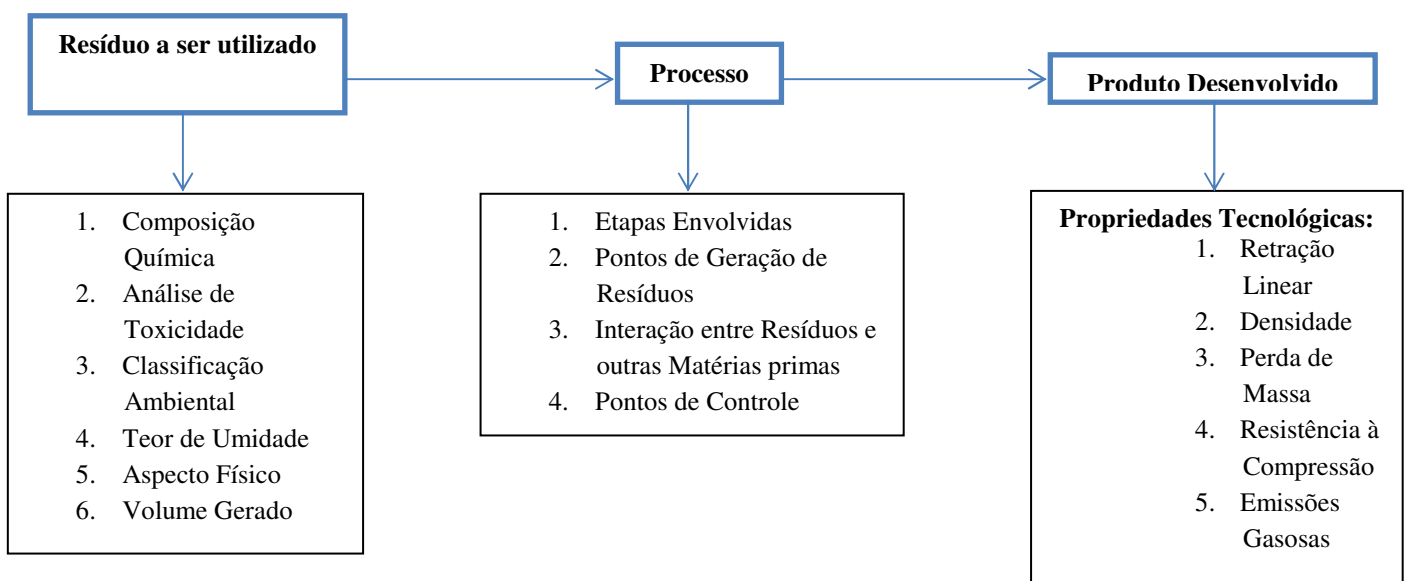 Resíduo a ser utilizado
Processo
Produto Desenvolvido
1. Composição
Química
2. Análise de
Toxicidade
3. Classificação
Ambiental
4. Teor de Umidade
5. Aspecto Físico
6. Volume Gerado
1. Etapas Envolvidas
2. Pontos de Geração de
Resíduos
3. Interação entre Resíduos e
outras Matérias primas
4. Pontos de Controle
Propriedades Tecnológicas:
1. Retração
Linear
2. Densidade
3. Perda de
Massa
4. Resistência à
Compressão
5. Emissões
Gasosas